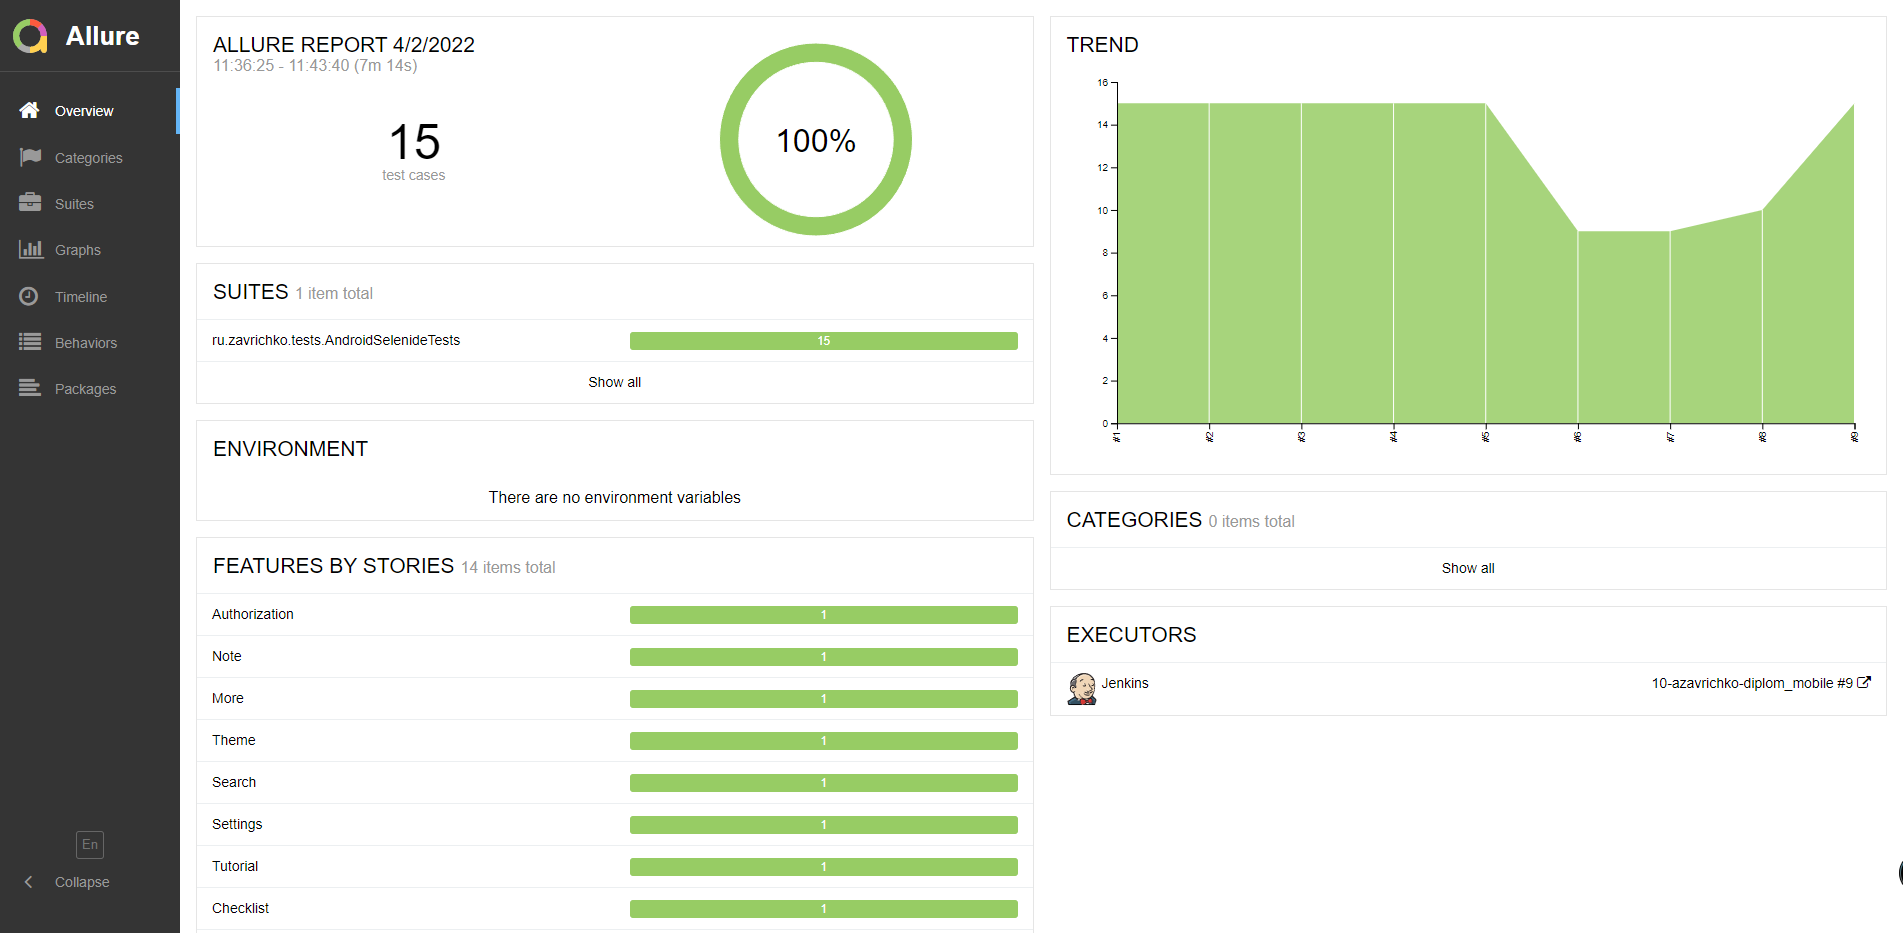 Allure
Overview
Categories
Suites
Graphs
Timeline
Behaviors
Packages
En
Collapse
ALLURE REPORT 4/2/2022
11:36:25 - 11:43:40 (7m 14s)
15
test cases
100%
SUITES 1 item total
ru.zavrichko.tests.AndroidSelenideTests 15
Show all
ENVIRONMENT
There are no environment variables
FEATURES BY STORIES 14 items total
Authorization 1
Note 1
More 1
Theme 1
Search 1
Settings 1
Tutorial 1
Checklist 1
TREND
16
14
12
10
8
6
4
2
0
#1 #2 #3 #4 #5 #6 #7 #8 #9
CATEGORIES 0 items total
Show all
EXECUTORS
Jenkins 10-azavrichko-diplom_mobile #9